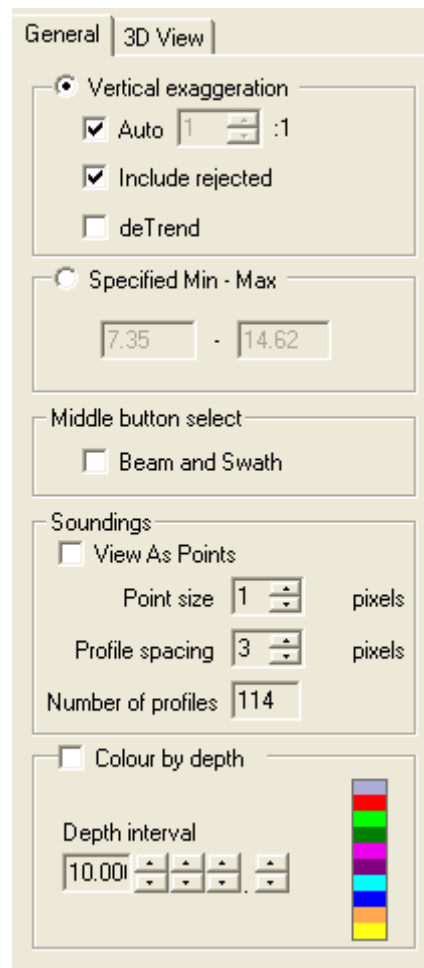 General 3D View
Vertical exaggeration
Auto 1 :1
Include rejected
deTrend
Specified Min - Max
7.35 - 14.62
Middle button select
Beam and Swath
Soundings
View As Points
Point size 1 pixels
Profile spacing 3 pixels
Number of profiles 114
Colour by depth
Depth interval
10.00 .